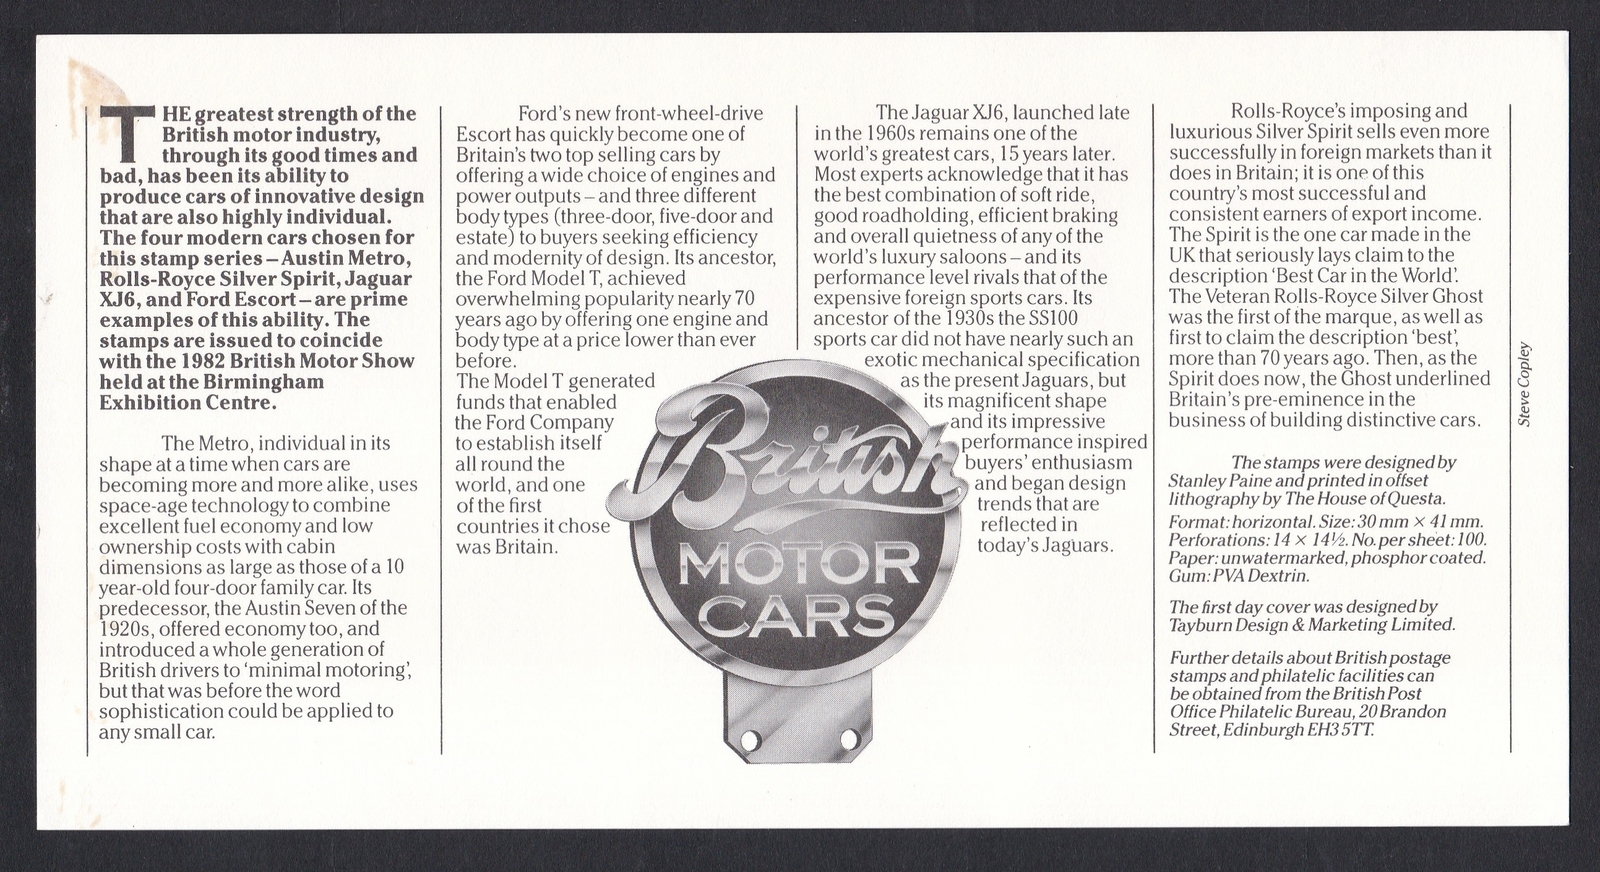 THE greatest strength of the
British motor industry,
through its good times and
bad, has been its ability to
produce cars of innovative design
that are also highly individual.
The four modern cars chosen for
this stamp series – Austin Metro,
Rolls-Royce Silver Spirit, Jaguar
XJ6, and Ford Escort – are prime
examples of this ability. The
stamps are issued to coincide
with the 1982 British Motor Show
held at the Birmingham
Exhibition Centre.
The Metro, individual in its
shape at a time when cars are
becoming more and more alike, uses
space-age technology to combine
excellent fuel economy and low
ownership costs with cabin
dimensions as large as those of a 10
year-old four-door family car. Its
predecessor, the Austin Seven of the
1920s, offered economy too, and
introduced a whole generation of
British drivers to ‘minimal motoring’,
but that was before the word
sophistication could be applied to
any small car.
Ford’s new front-wheel-drive
Escort has quickly become one of
Britain’s two top selling cars by
offering a wide choice of engines and
power outputs – and three different
body types (three-door, five-door and
estate) to buyers seeking efficiency
and modernity of design. Its ancestor,
the Ford Model T, achieved
overwhelming popularity nearly 70
years ago by offering one engine and
body type at a price lower than ever
before.
The Model T generated
funds that enabled
the Ford Company
to establish itself
all round the
world, and one
of the first
countries it chose
was Britain.
British
MOTOR
CARS
The Jaguar XJ6, launched late
in the 1960s remains one of the
world’s greatest cars, 15 years later.
Most experts acknowledge that it has
the best combination of soft ride,
good roadholding, efficient braking
and overall quietness of any of the
world’s luxury saloons – and its
performance level rivals that of the
expensive foreign sports cars. Its
ancestor of the 1930s the SS100
sports car did not have nearly such an
exotic mechanical specification
as the present Jaguars, but
its magnificent shape
and its impressive
performance inspired
buyers’ enthusiasm
and began design
trends that are
reflected in
today’s Jaguars.
Rolls-Royce’s imposing and
luxurious Silver Spirit sells even more
successfully in foreign markets than it
does in Britain; it is one of this
country’s most successful and
consistent earners of export income.
The Spirit is the one car made in the
UK that seriously lays claim to the
description ‘Best Car in the World’.
The Veteran Rolls-Royce Silver Ghost
was the first of the marque, as well as
first to claim the description ‘best’,
more than 70 years ago. Then, as the
Spirit does now, the Ghost underlined
Britain’s pre-eminence in the
business of building distinctive cars.
The stamps were designed by
Stanley Paine and printed in offset
lithography by The House of Questa.
Format: horizontal. Size: 30 mm × 41 mm.
Perforations: 14 × 14½. No. per sheet: 100.
Paper: unwatermarked, phosphor coated.
Gum: PVA Dextrin.
The first day cover was designed by
Tayburn Design & Marketing Limited.
Further details about British postage
stamps and philatelic facilities can
be obtained from the British Post
Office Philatelic Bureau, 20 Brandon
Street, Edinburgh EH3 5TT.
Steve Copley